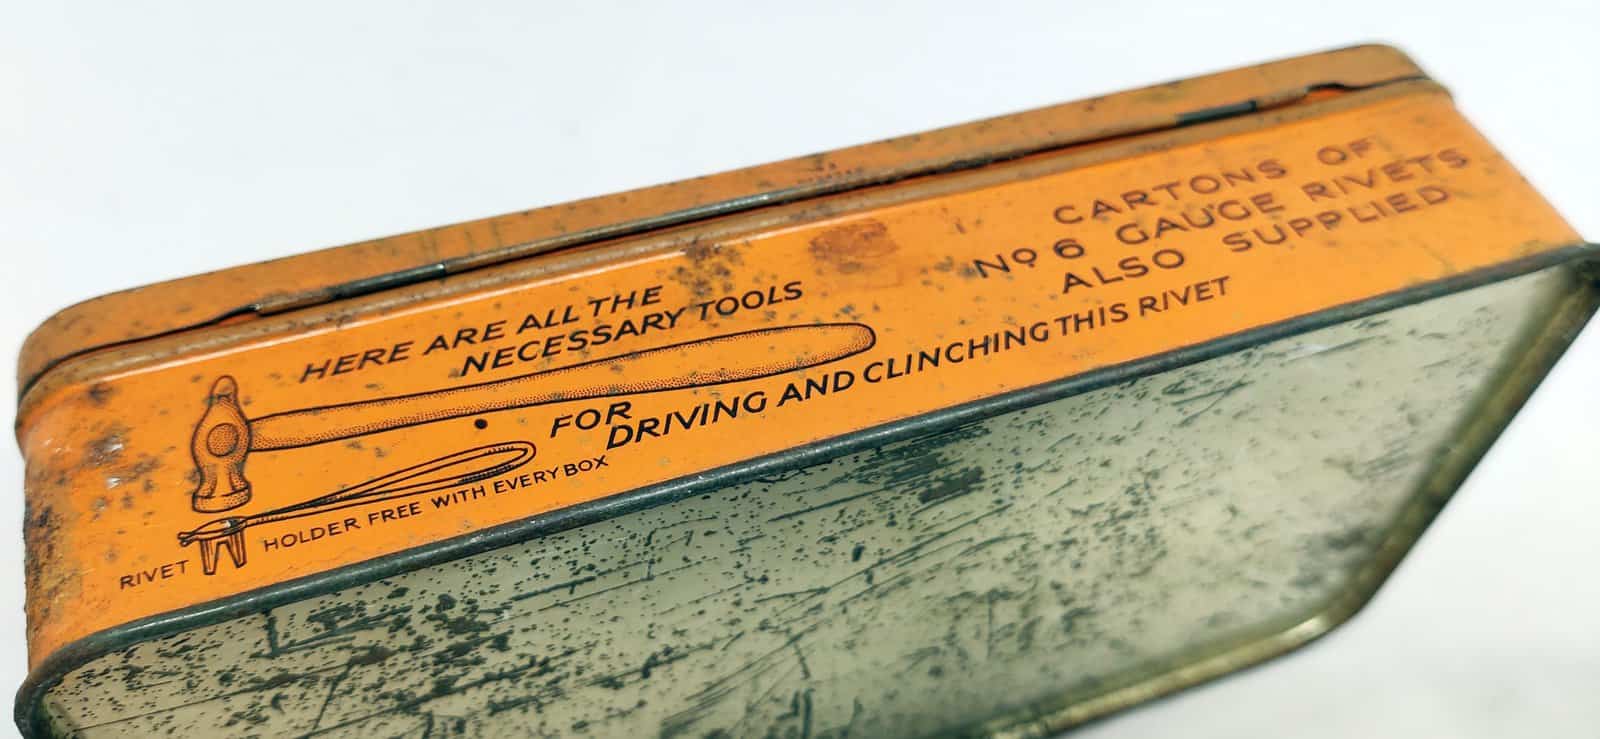 HERE ARE ALL THE
NECESSARY TOOLS
FOR
DRIVING AND CLINCHING THIS RIVET
HOLDER FREE WITH EVERY BOX
RIVET
CARTONS OF
Nº 6 GAUGE RIVETS
ALSO SUPPLIED